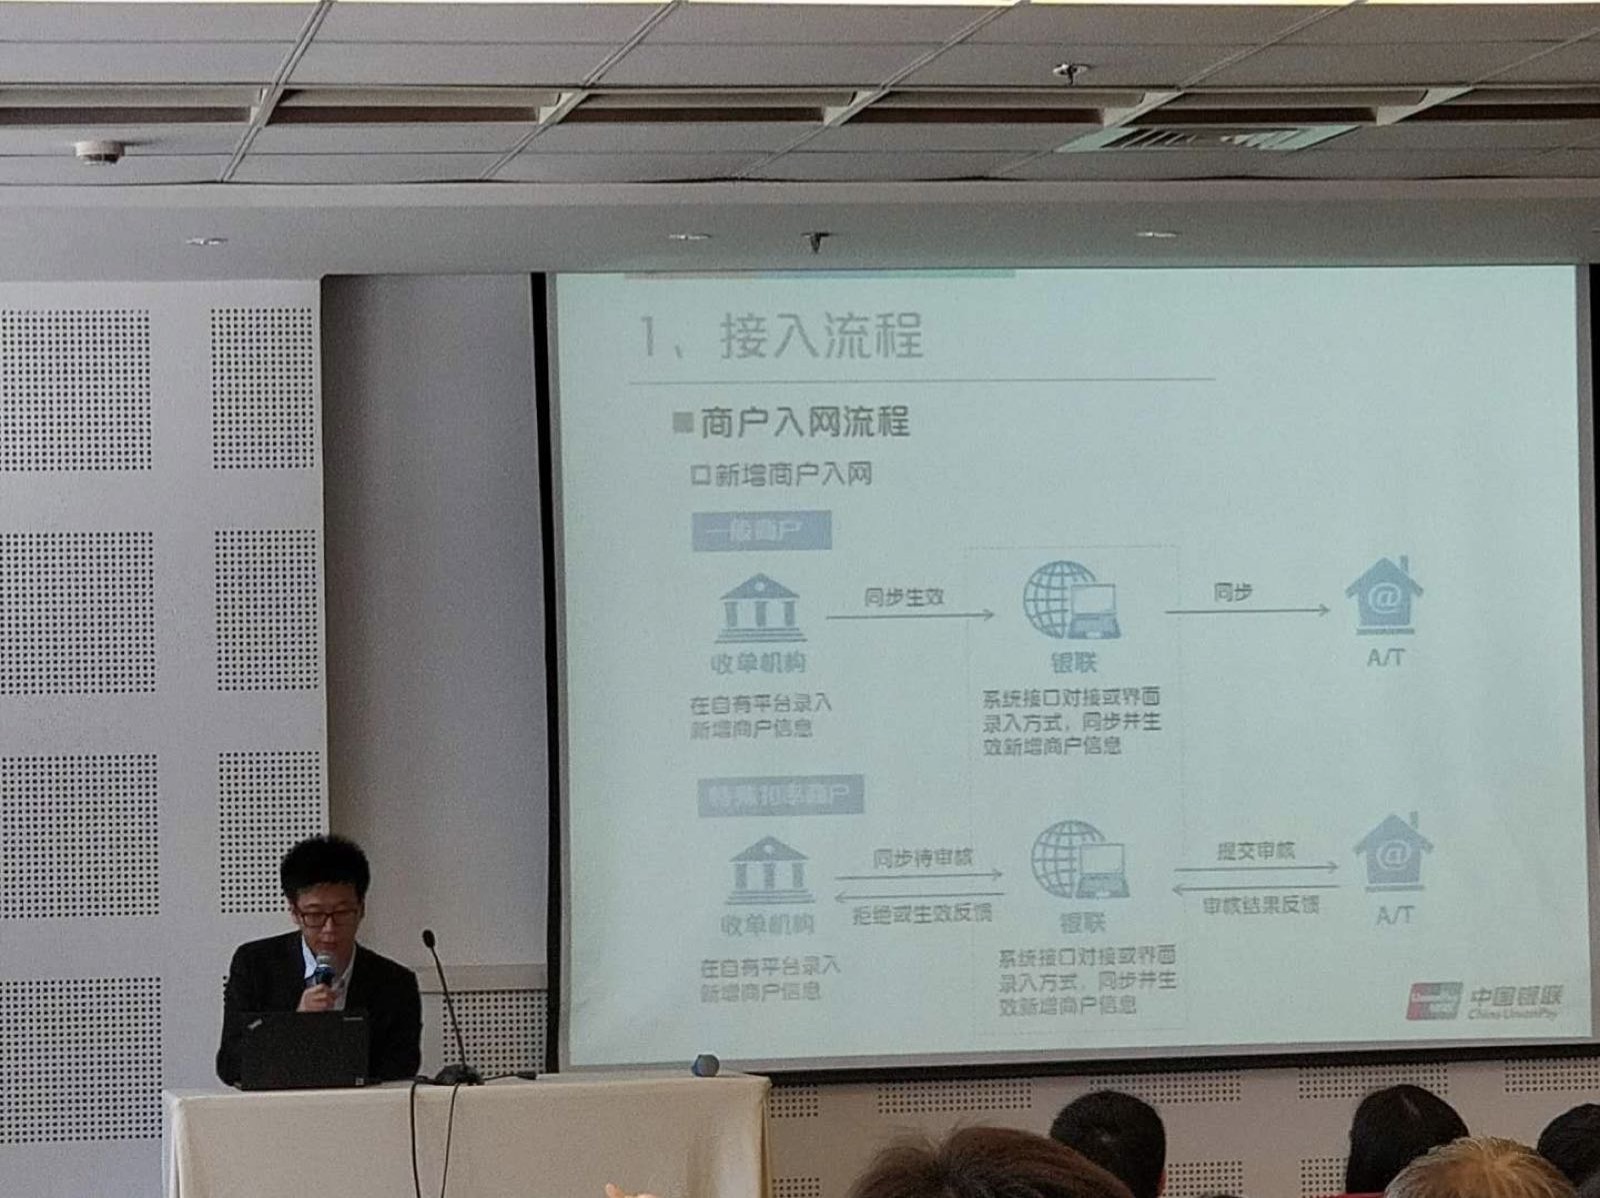 1、接入流程
商户入网流程
新增商户入网
一般商户
同步生效
同步
收单机构
银联
A/T
在自有平台录入
新增商户信息
系统接口对接或界面
录入方式，同步并生
效新增商户信息
特殊扣率商户
同步待审核
拒绝或生效反馈
提交审核
审核结果反馈
收单机构
银联
A/T
在自有平台录入
新增商户信息
系统接口对接或界面
录入方式，同步并生
效新增商户信息
中国银联
China UnionPay